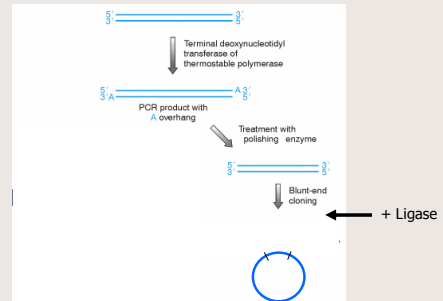 5' 3'
3' 5'
Terminal deoxynucleotidyl
transferase of
thermostable polymerase
5' A3'
3'A 5'
PCR product with
A overhang
Treatment with
polishing enzyme
5' 3'
3' 5'
Blunt-end
cloning
+ Ligase